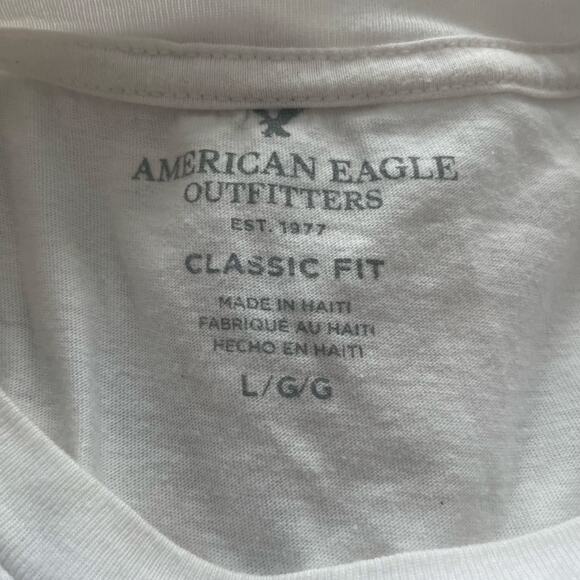 AMERICAN EAGLE
OUTFITTERS
EST. 1977
CLASSIC FIT
MADE IN HAITI
FABRIQUÉ AU HAITI
HECHO EN HAITI
L/G/G